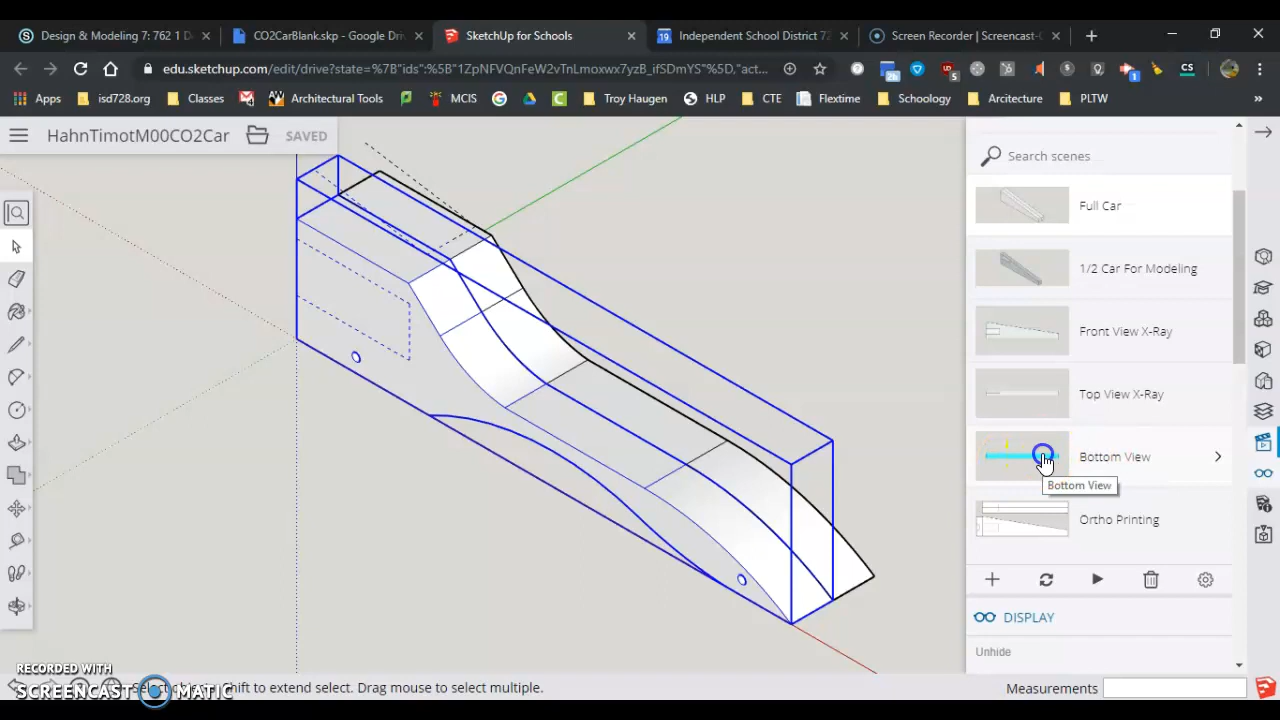 Design & Modeling 7: 762 1 D
CO2CarBlank.skp - Google Driv
SketchUp for Schools
Independent School District 72
Screen Recorder | Screencast-O
edu.sketchup.com/edit/drive?state=%7B"ids":%5B"1ZpNFVQnFeW2vTnLmoxwx7yzB_ifSDmYS"%5D,"act...
Apps
isd728.org
Classes
Architectural Tools
MCIS
Troy Haugen
HLP
CTE
Flextime
Schoology
Arcitecture
PLTW
HahnTimotM00CO2Car
SAVED
Search scenes
Full Car
1/2 Car For Modeling
Front View X-Ray
Top View X-Ray
Bottom View
Bottom View
Ortho Printing
DISPLAY
Unhide
RECORDED WITH
SCREENCAST MATIC
Shift to extend select. Drag mouse to select multiple.
Measurements